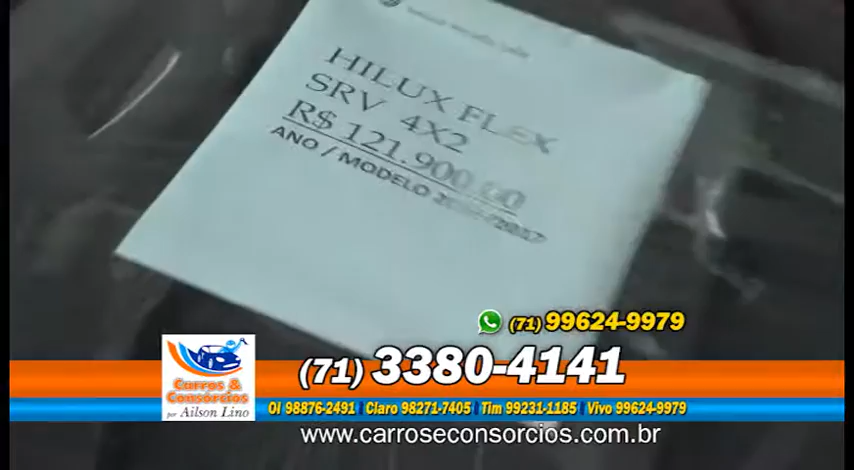 HILUX FLEX
SRV 4X2
R$ 121.900,00
ANO / MODELO
(71) 99624-9979
(71) 3380-4141
Carros &
Consórcios
por Ailson Lino
OI 98876-2491 | Claro 98271-7405 | Tim 99231-1185 | Vivo 99624-9979
www.carroseconsorcios.com.br